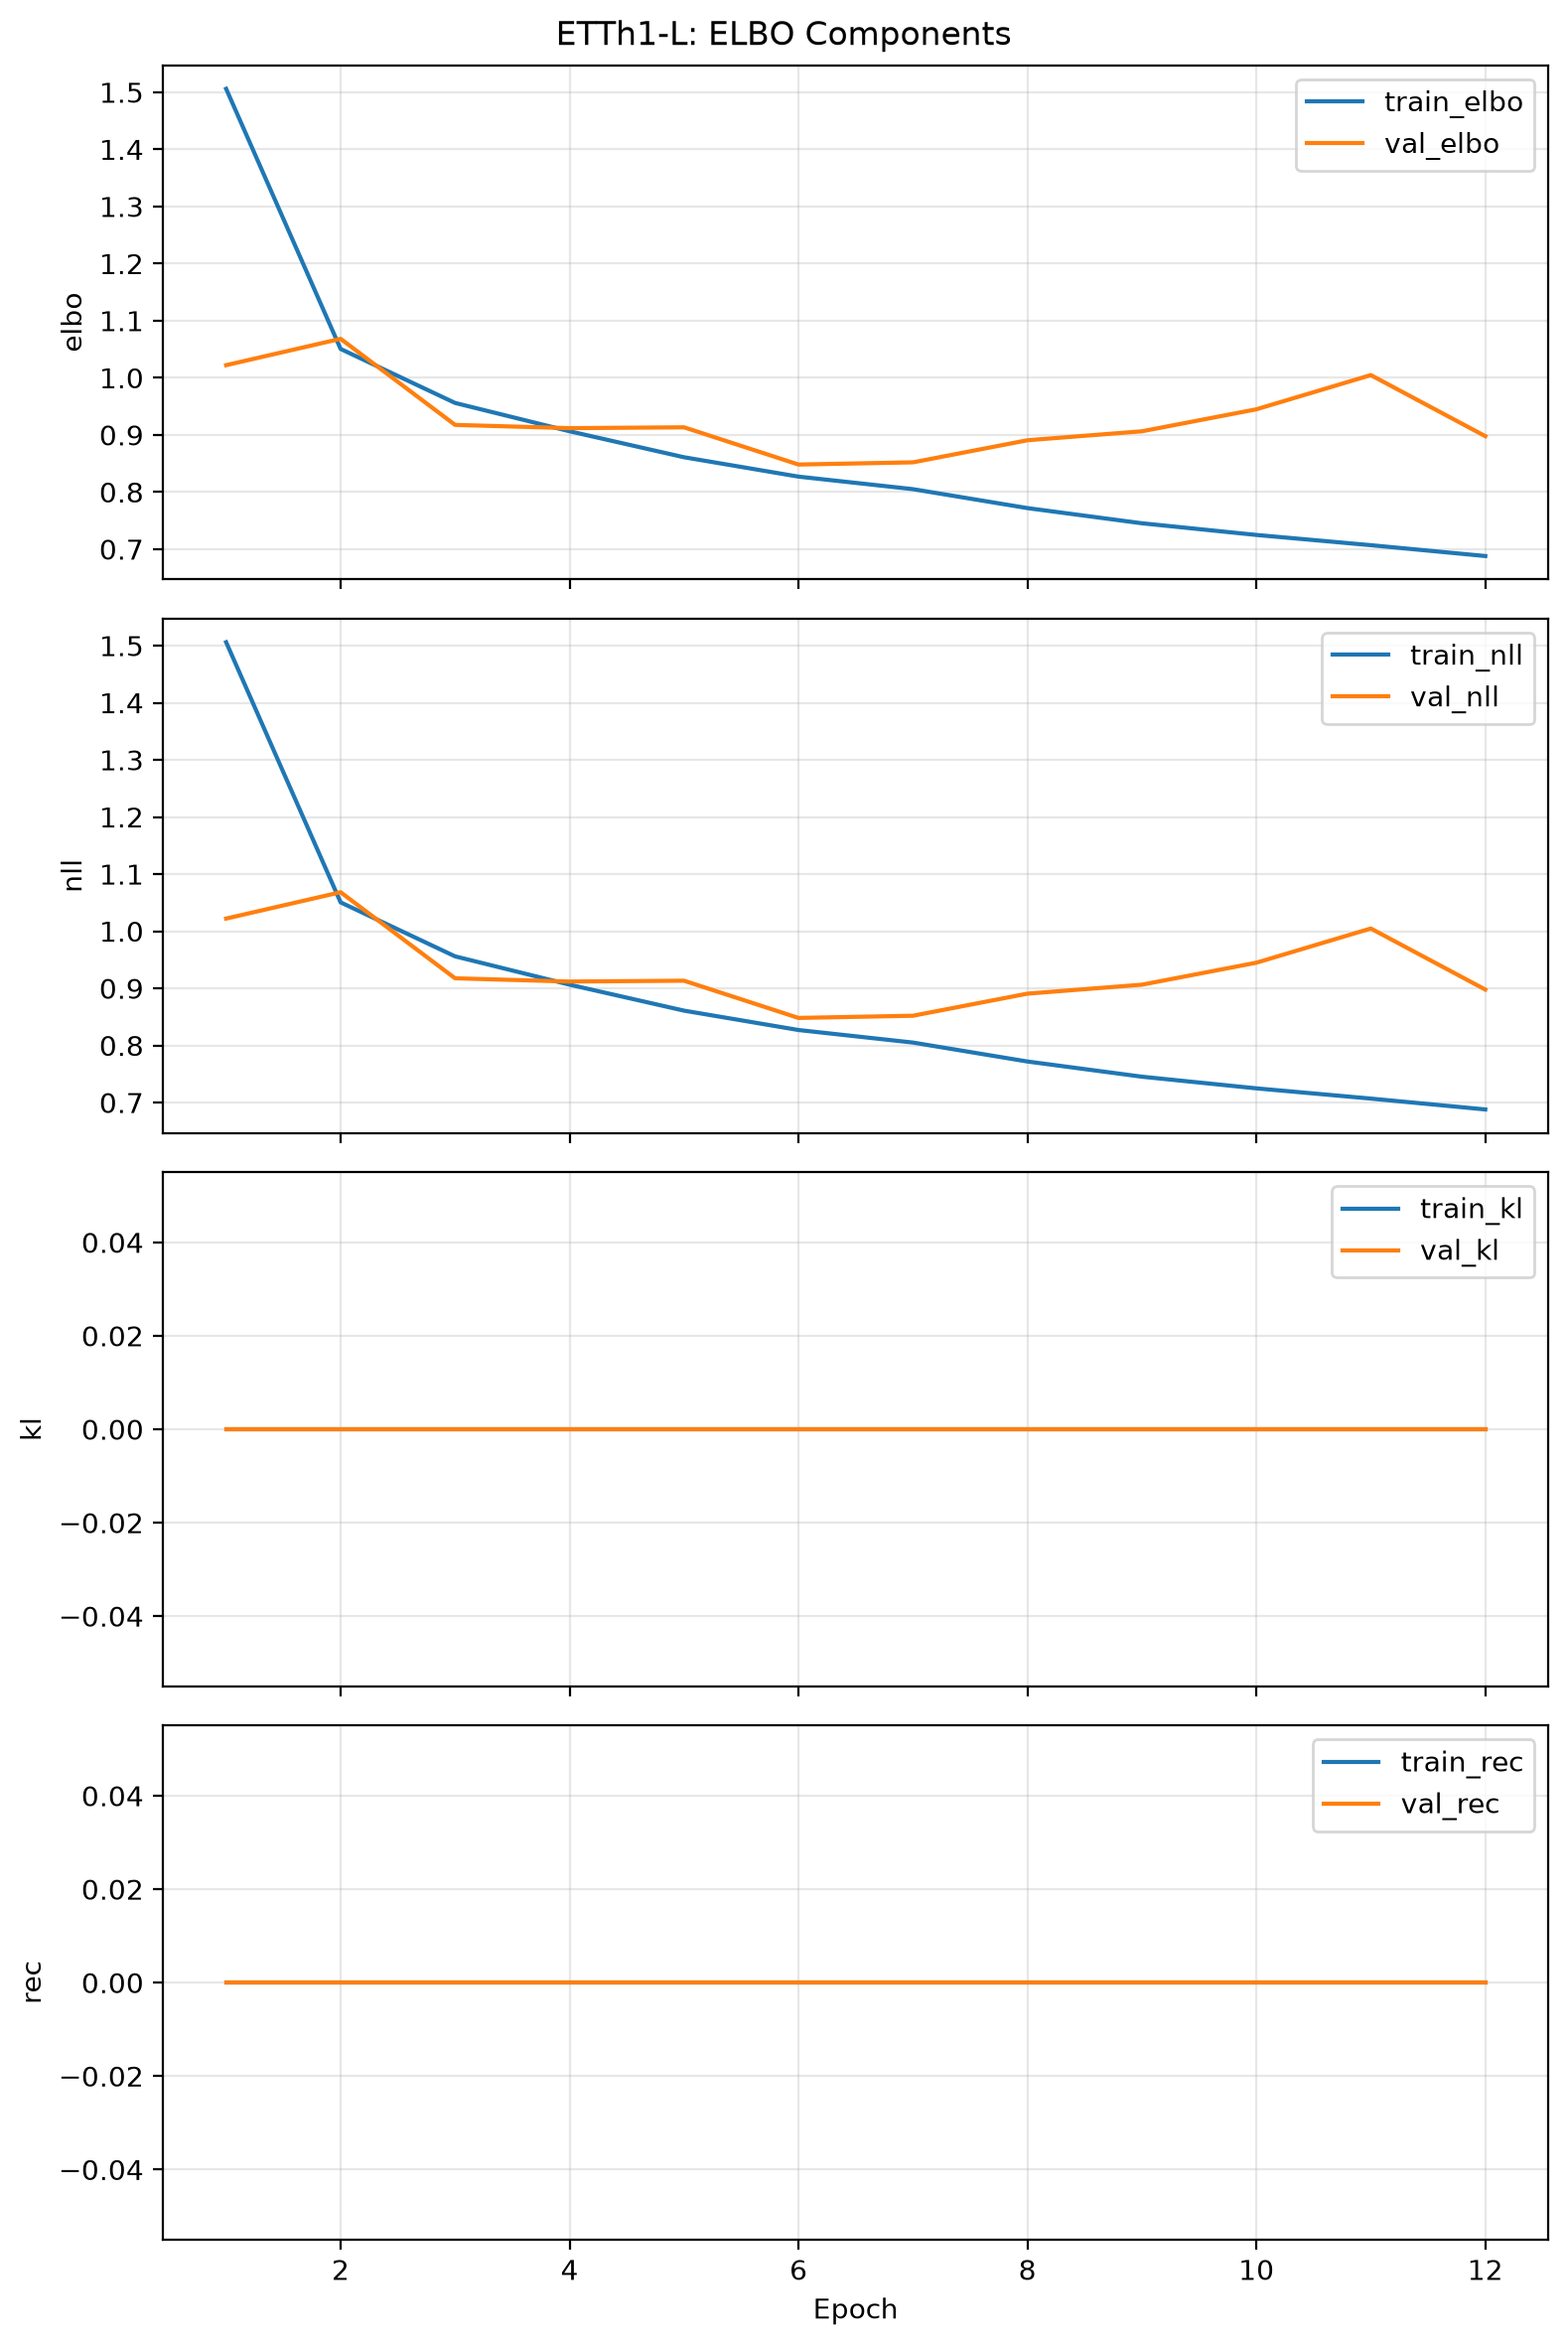 ETTh1-L: ELBO Components
1.5
1.4
1.3
1.2
1.1
1.0
0.9
0.8
0.7
elbo
train_elbo
val_elbo
1.5
1.4
1.3
1.2
1.1
1.0
0.9
0.8
0.7
nll
train_nll
val_nll
0.04
0.02
0.00
−0.02
−0.04
kl
train_kl
val_kl
0.04
0.02
0.00
−0.02
−0.04
rec
train_rec
val_rec
2 4 6 8 10 12
Epoch